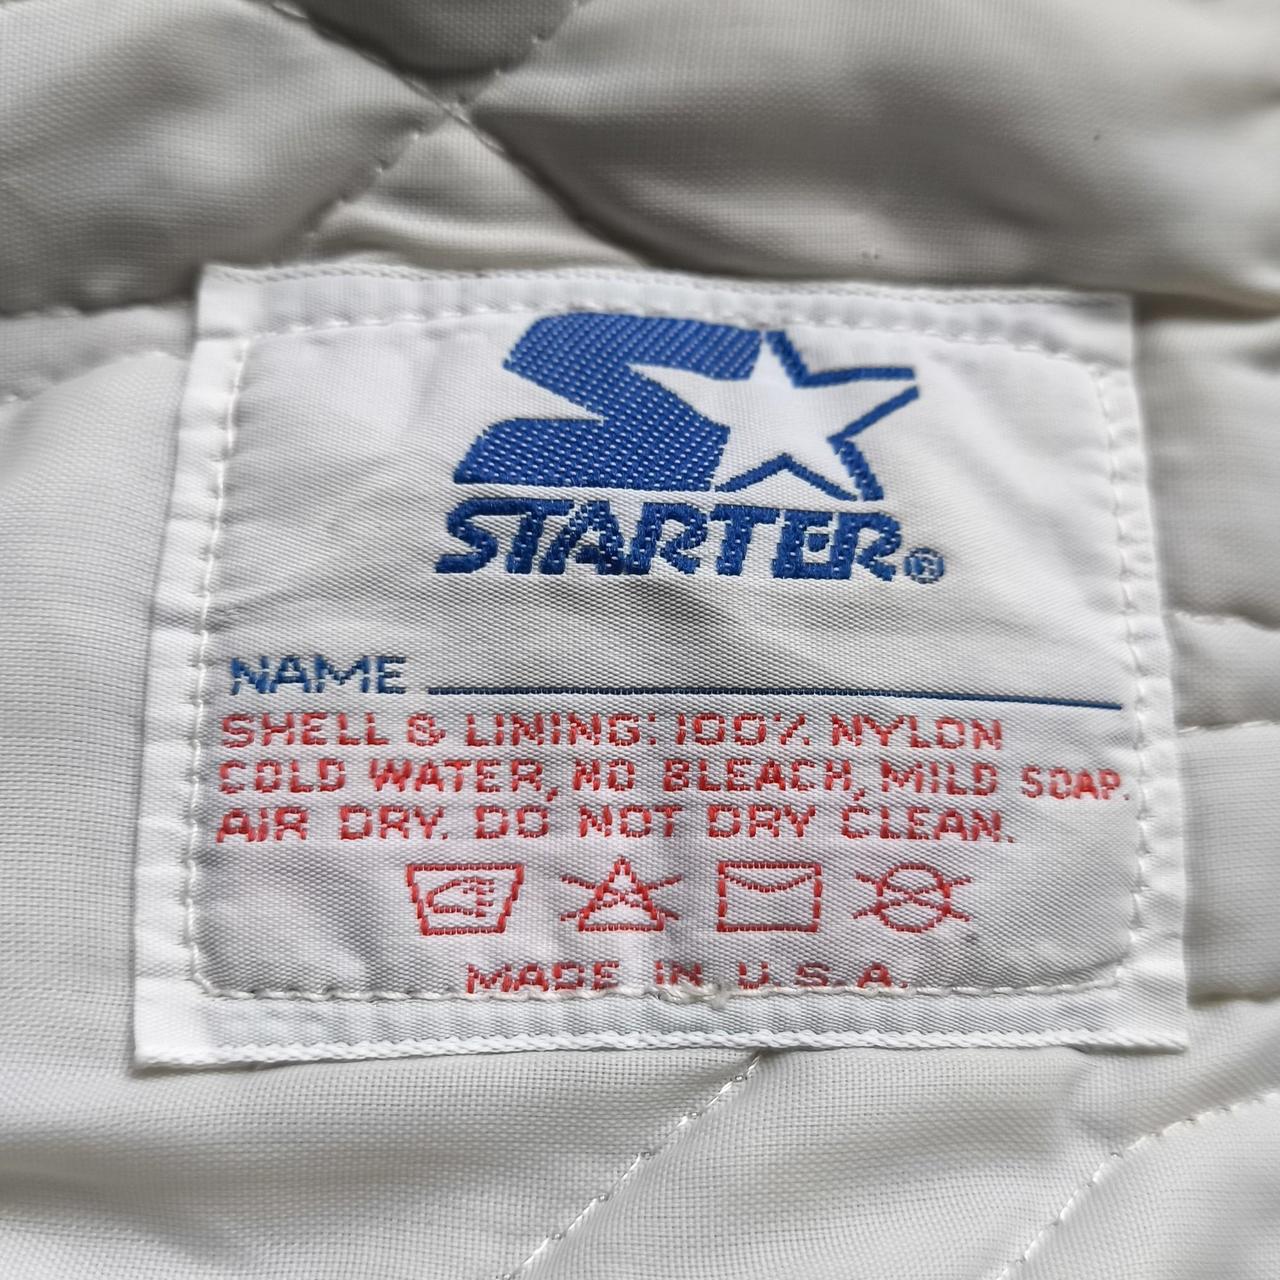 STARTER®
NAME
SHELL & LINING: 100% NYLON
COLD WATER, NO BLEACH, MILD SOAP.
AIR DRY. DO NOT DRY CLEAN.
MADE IN U.S.A.